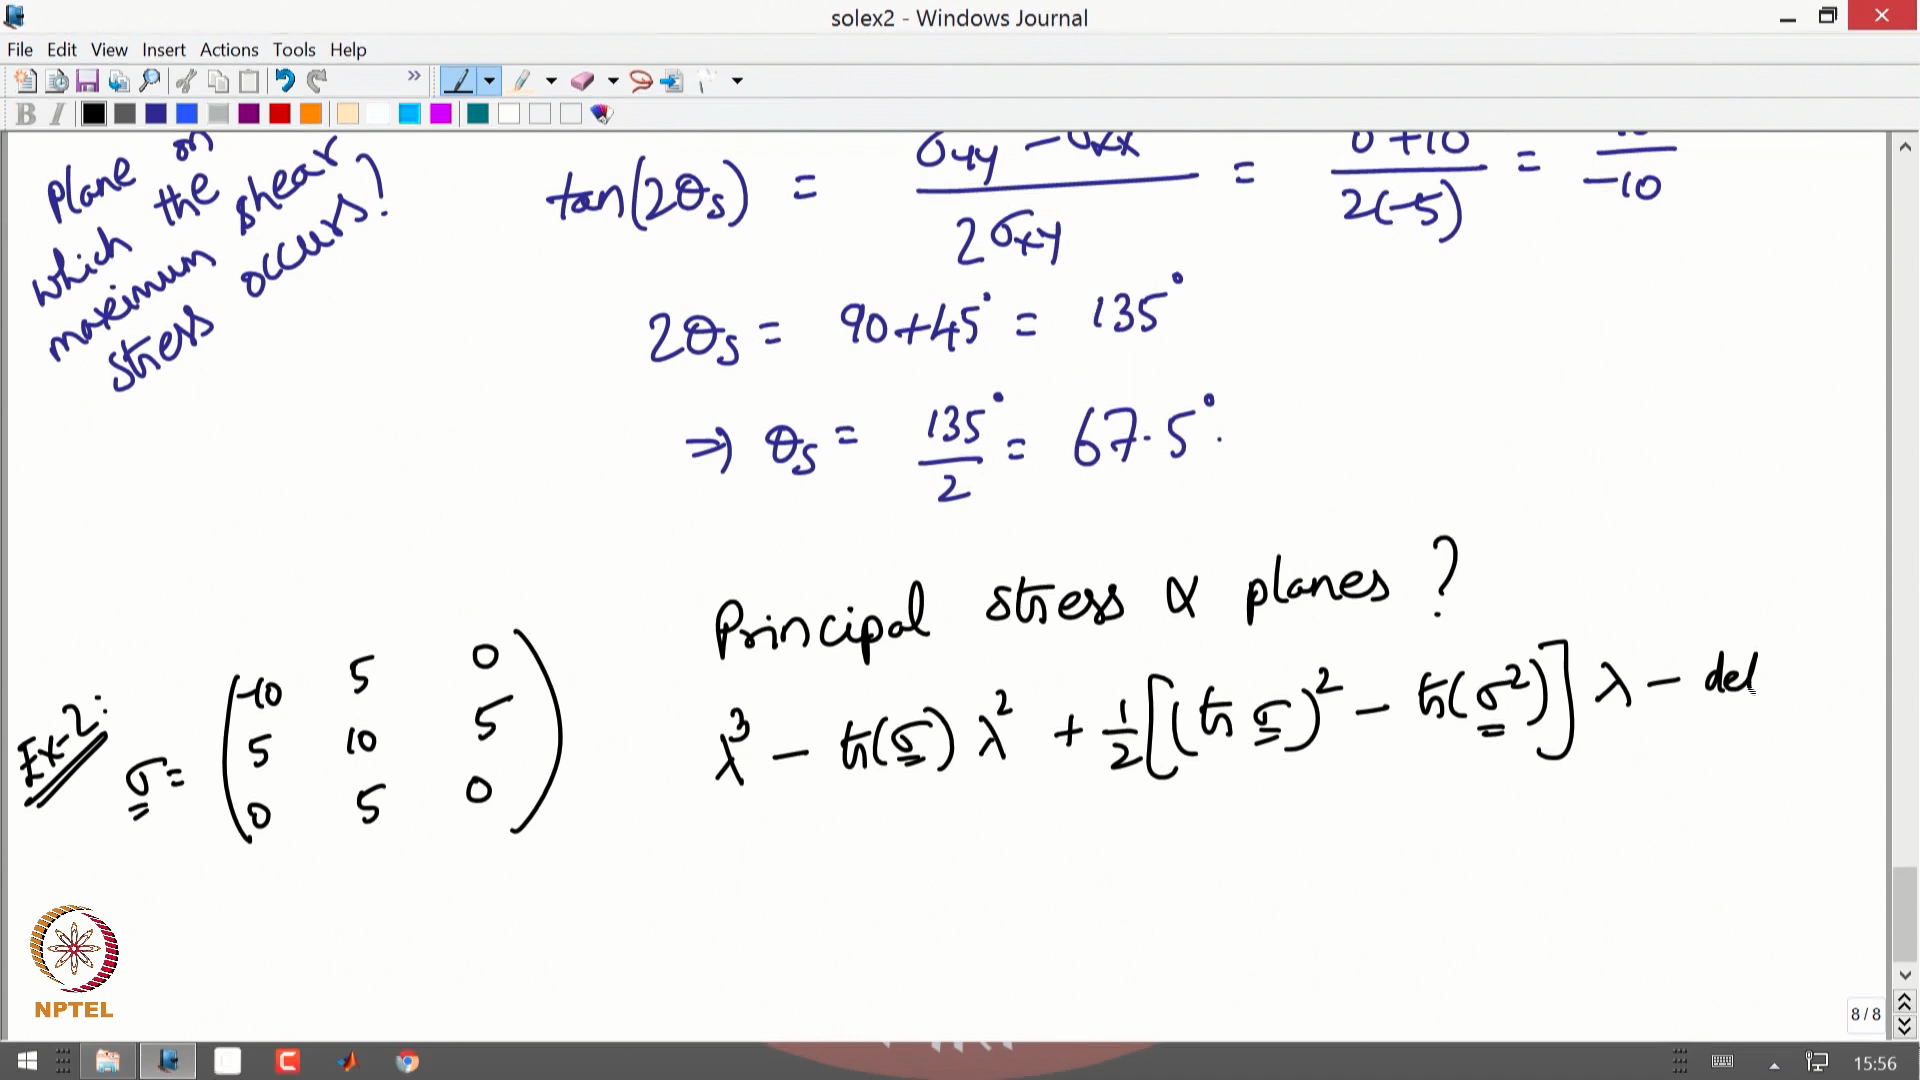 solex2 - Windows Journal
File Edit View Insert Actions Tools Help
B I
plane on
which the
maximum shear
stress occurs?
tan(2θs) = (σyy - σxx) / (2σxy) = (0 + 10) / (2(-5)) = / -10
2θs = 90+45° = 135°
⇒ θs = 135° / 2 = 67.5°.
Principal stress & planes ?
Ex-2:
σ = ( -10 5 0
5 10 5
0 5 0 )
λ³ - tr(σ) λ² + 1/2 [(tr σ)² - tr(σ²)] λ - det
NPTEL
8 / 8
15:56